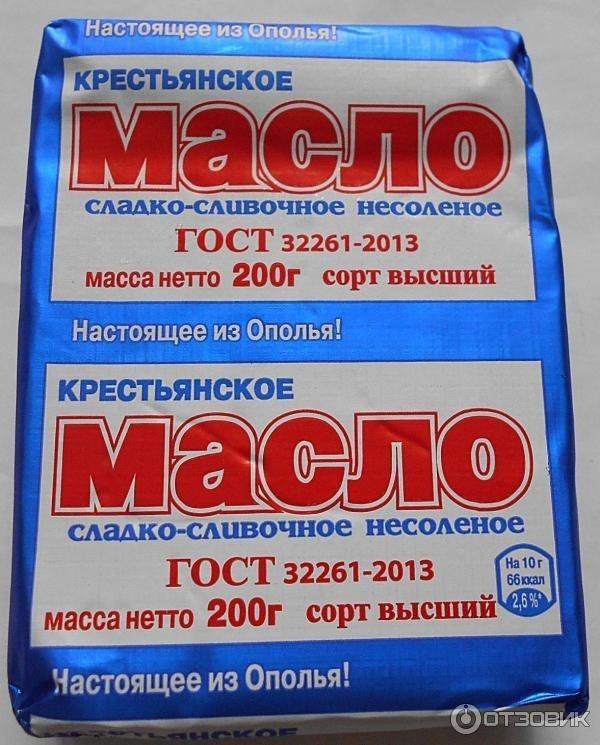 Настоящее из Ополья!
КРЕСТЬЯНСКОЕ
масло
сладко-сливочное несоленое
ГОСТ 32261-2013
масса нетто 200г сорт высший
Настоящее из Ополья!
КРЕСТЬЯНСКОЕ
масло
сладко-сливочное несоленое
ГОСТ 32261-2013
На 10 г
66 ккал
2,6%*
масса нетто 200г сорт высший
Настоящее из Ополья!
ОТЗОВИК